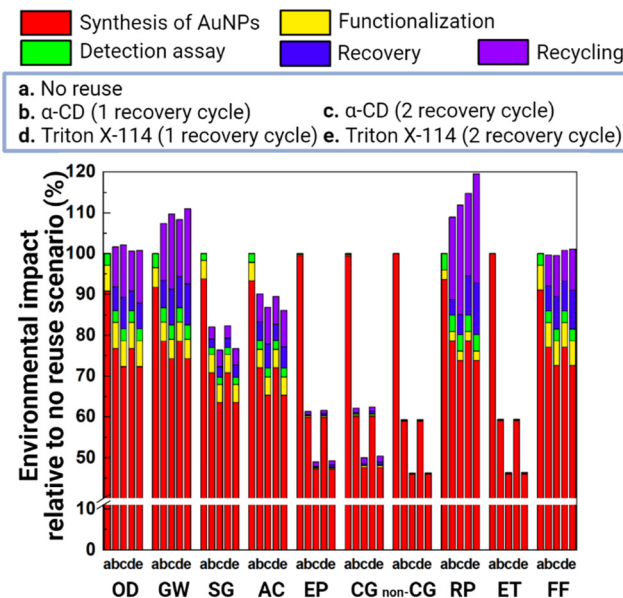 Synthesis of AuNPs Functionalization
Detection assay Recovery Recycling
a. No reuse
b. α-CD (1 recovery cycle) c. α-CD (2 recovery cycle)
d. Triton X-114 (1 recovery cycle) e. Triton X-114 (2 recovery cycle)
Environmental impact
relative to no reuse scenario (%)
120
100
90
80
70
60
50
10
0
abcde abcde abcde abcde abcde abcde abcde abcde abcde abcde
OD GW SG AC EP CG non-CG RP ET FF